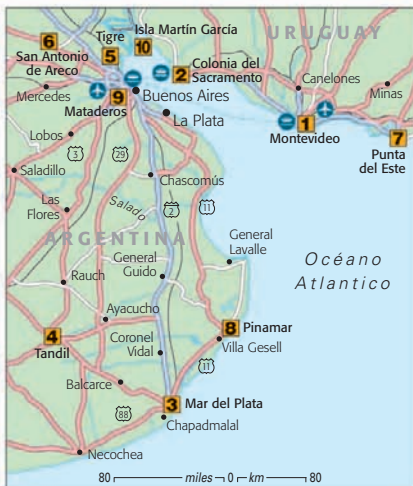 Isla Martín García
URUGUAY
Tigre
10
6
San Antonio
de Areco
5
2
Colonia del
Sacramento
Canelones
Minas
Mercedes
9
Buenos Aires
Mataderos
La Plata
1
Montevideo
7
Punta
del Este
Lobos
3
29
Saladillo
Chascomús
Las
Flores
Salado
2
11
ARGENTINA
General
Lavalle
Océano
Atlantico
General
Guido
Rauch
Ayacucho
4
Tandil
Coronel
Vidal
8
Pinamar
Villa Gesell
11
Balcarce
3
Mar del Plata
88
Chapadmalal
Necochea
80 miles 0 km 80